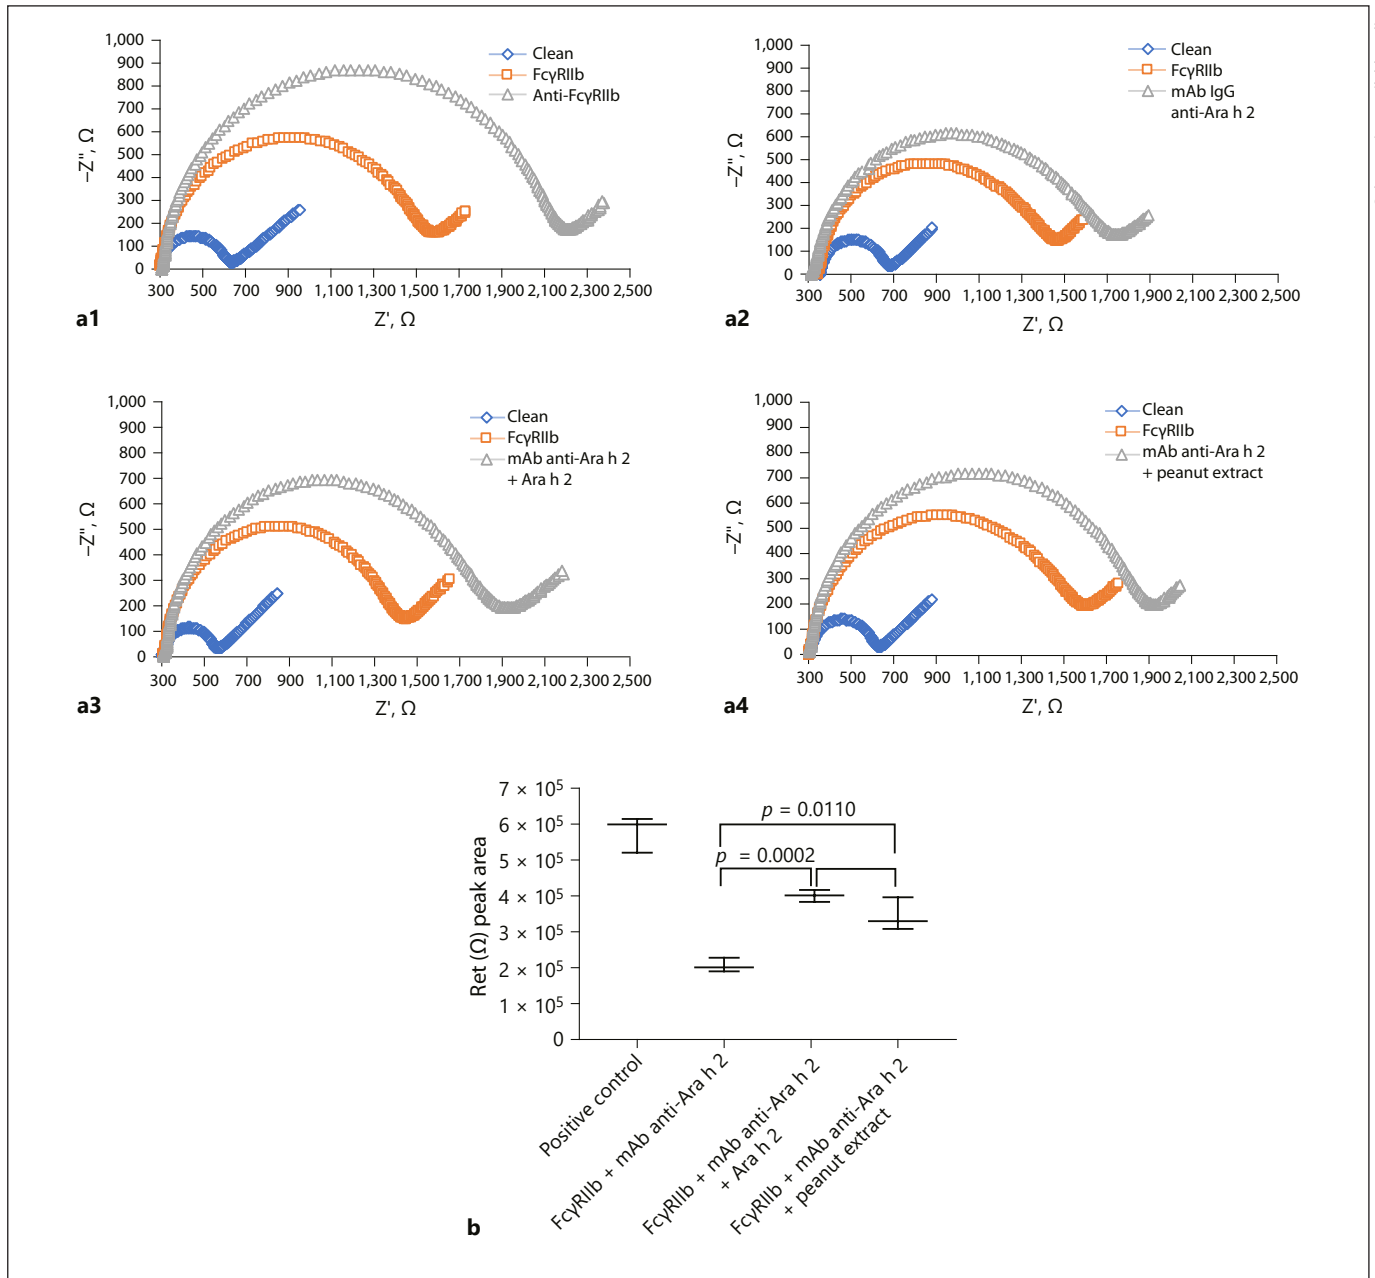 1,000
900
800
700
600
500
400
300
200
100
0
–Z", Ω
Clean
FcγRIIb
Anti-FcγRIIb
300 500 700 900 1,100 1,300 1,500 1,700 1,900 2,100 2,300 2,500
Z', Ω
a1
1,000
900
800
700
600
500
400
300
200
100
0
–Z", Ω
Clean
FcγRIIb
mAb IgG
anti-Ara h 2
300 500 700 900 1,100 1,300 1,500 1,700 1,900 2,100 2,300 2,500
Z', Ω
a2
1,000
900
800
700
600
500
400
300
200
100
0
–Z", Ω
Clean
FcγRIIb
mAb anti-Ara h 2
+ Ara h 2
300 500 700 900 1,100 1,300 1,500 1,700 1,900 2,100 2,300 2,500
Z', Ω
a3
1,000
900
800
700
600
500
400
300
200
100
0
–Z", Ω
Clean
FcγRIIb
mAb anti-Ara h 2
+ peanut extract
300 500 700 900 1,100 1,300 1,500 1,700 1,900 2,100 2,300 2,500
Z', Ω
a4
7 × 10⁵
6 × 10⁵
5 × 10⁵
4 × 10⁵
3 × 10⁵
2 × 10⁵
1 × 10⁵
0
Ret (Ω) peak area
p = 0.0110
p = 0.0002
Positive control
FcγRIIb + mAb anti-Ara h 2
FcγRIIb + mAb anti-Ara h 2
+ Ara h 2
FcγRIIb + mAb anti-Ara h 2
+ peanut extract
b